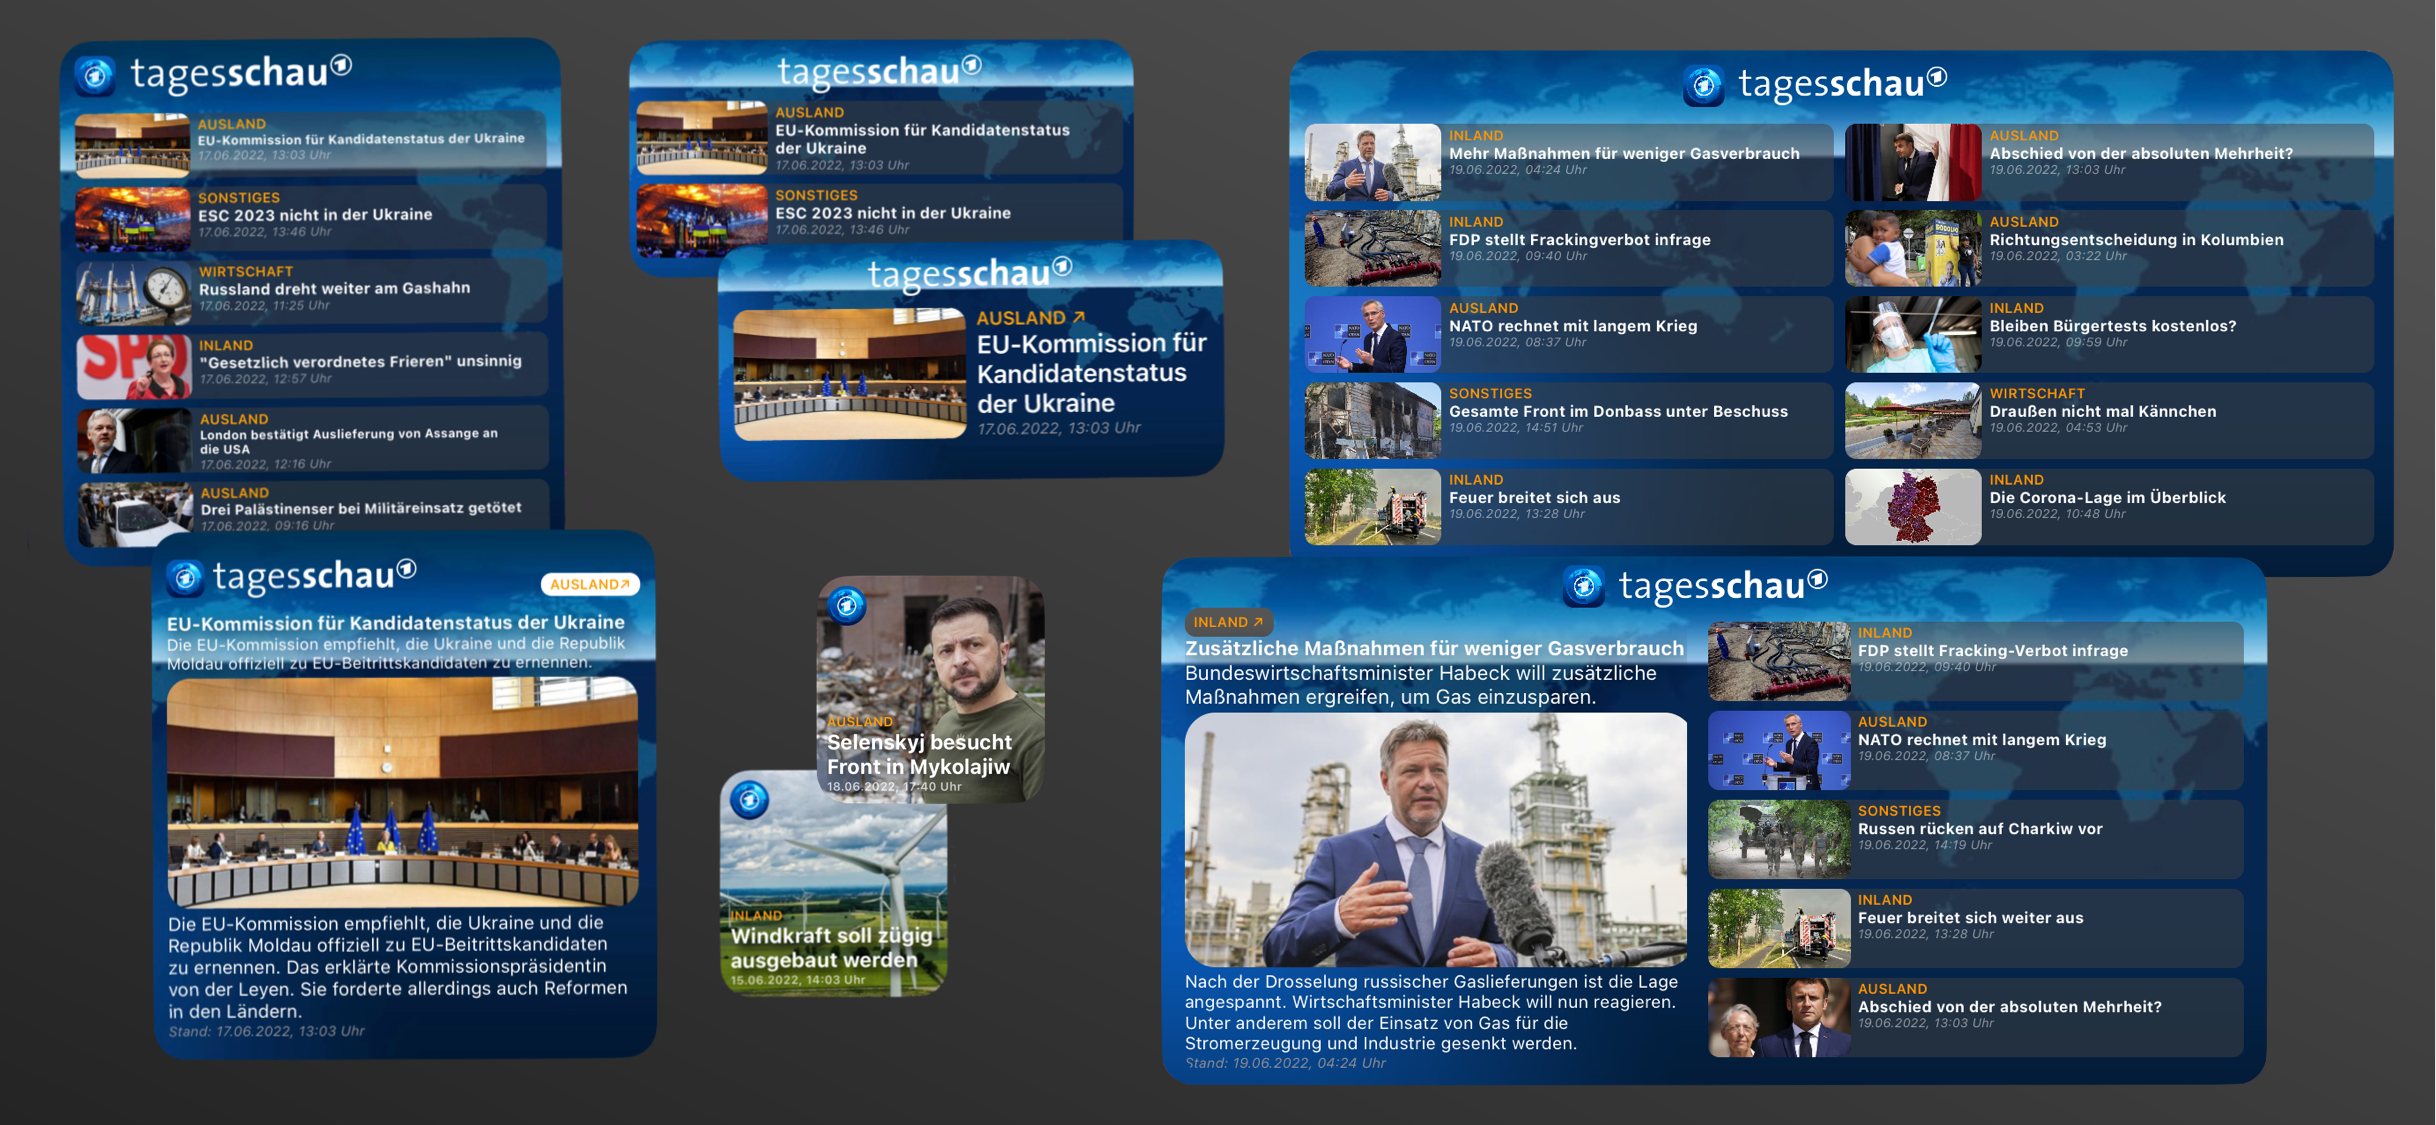 tagesschau
AUSLAND
EU-Kommission für Kandidatenstatus der Ukraine
17.06.2022, 13:03 Uhr
SONSTIGES
ESC 2023 nicht in der Ukraine
17.06.2022, 13:46 Uhr
WIRTSCHAFT
Russland dreht weiter am Gashahn
17.06.2022, 11:25 Uhr
INLAND
"Gesetzlich verordnetes Frieren" unsinnig
17.06.2022, 12:57 Uhr
AUSLAND
London bestätigt Auslieferung von Assange an
die USA
17.06.2022, 12:16 Uhr
AUSLAND
Drei Palästinenser bei Militäreinsatz getötet
17.06.2022, 09:16 Uhr
tagesschau
AUSLAND
EU-Kommission für Kandidatenstatus
der Ukraine
17.06.2022, 13:03 Uhr
SONSTIGES
ESC 2023 nicht in der Ukraine
17.06.2022, 13:46 Uhr
tagesschau
AUSLAND ↗
EU-Kommission für
Kandidatenstatus
der Ukraine
17.06.2022, 13:03 Uhr
tagesschau
INLAND
Mehr Maßnahmen für weniger Gasverbrauch
19.06.2022, 04:24 Uhr
AUSLAND
Abschied von der absoluten Mehrheit?
19.06.2022, 13:03 Uhr
INLAND
FDP stellt Frackingverbot infrage
19.06.2022, 09:40 Uhr
AUSLAND
Richtungsentscheidung in Kolumbien
19.06.2022, 03:22 Uhr
AUSLAND
NATO rechnet mit langem Krieg
19.06.2022, 08:37 Uhr
INLAND
Bleiben Bürgertests kostenlos?
19.06.2022, 09:59 Uhr
SONSTIGES
Gesamte Front im Donbass unter Beschuss
19.06.2022, 14:51 Uhr
WIRTSCHAFT
Draußen nicht mal Kännchen
19.06.2022, 04:53 Uhr
INLAND
Feuer breitet sich aus
19.06.2022, 13:28 Uhr
INLAND
Die Corona-Lage im Überblick
19.06.2022, 10:48 Uhr
tagesschau
AUSLAND↗
EU-Kommission für Kandidatenstatus der Ukraine
Die EU-Kommission empfiehlt, die Ukraine und die Republik
Moldau offiziell zu EU-Beitrittskandidaten zu ernennen.
Die EU-Kommission empfiehlt, die Ukraine und die
Republik Moldau offiziell zu EU-Beitrittskandidaten
zu ernennen. Das erklärte Kommissionspräsidentin
von der Leyen. Sie forderte allerdings auch Reformen
in den Ländern.
Stand: 17.06.2022, 13:03 Uhr
AUSLAND
Selenskyj besucht
Front in Mykolajiw
18.06.2022, 17:40 Uhr
INLAND
Windkraft soll zügig
ausgebaut werden
15.06.2022, 14:03 Uhr
tagesschau
INLAND ↗
Zusätzliche Maßnahmen für weniger Gasverbrauch
Bundeswirtschaftsminister Habeck will zusätzliche
Maßnahmen ergreifen, um Gas einzusparen.
Nach der Drosselung russischer Gaslieferungen ist die Lage
angespannt. Wirtschaftsminister Habeck will nun reagieren.
Unter anderem soll der Einsatz von Gas für die
Stromerzeugung und Industrie gesenkt werden.
Stand: 19.06.2022, 04:24 Uhr
INLAND
FDP stellt Fracking-Verbot infrage
19.06.2022, 09:40 Uhr
AUSLAND
NATO rechnet mit langem Krieg
19.06.2022, 08:37 Uhr
SONSTIGES
Russen rücken auf Charkiw vor
19.06.2022, 14:19 Uhr
INLAND
Feuer breitet sich weiter aus
19.06.2022, 13:28 Uhr
AUSLAND
Abschied von der absoluten Mehrheit?
19.06.2022, 13:03 Uhr